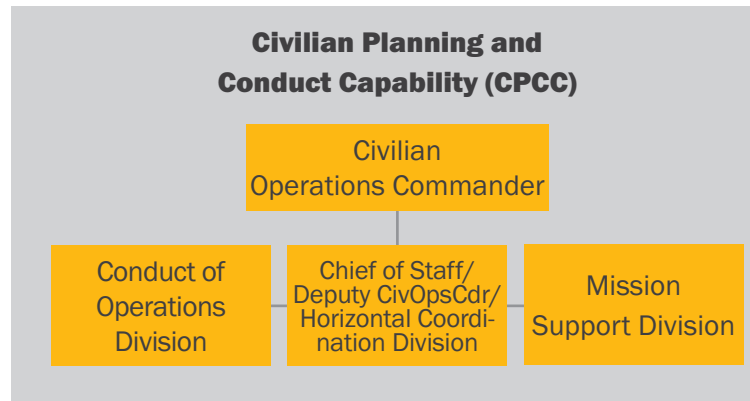 Civilian Planning and
Conduct Capability (CPCC)
Civilian
Operations Commander
Conduct of
Operations
Division
Chief of Staff/
Deputy CivOpsCdr/
Horizontal Coordi-
nation Division
Mission
Support Division